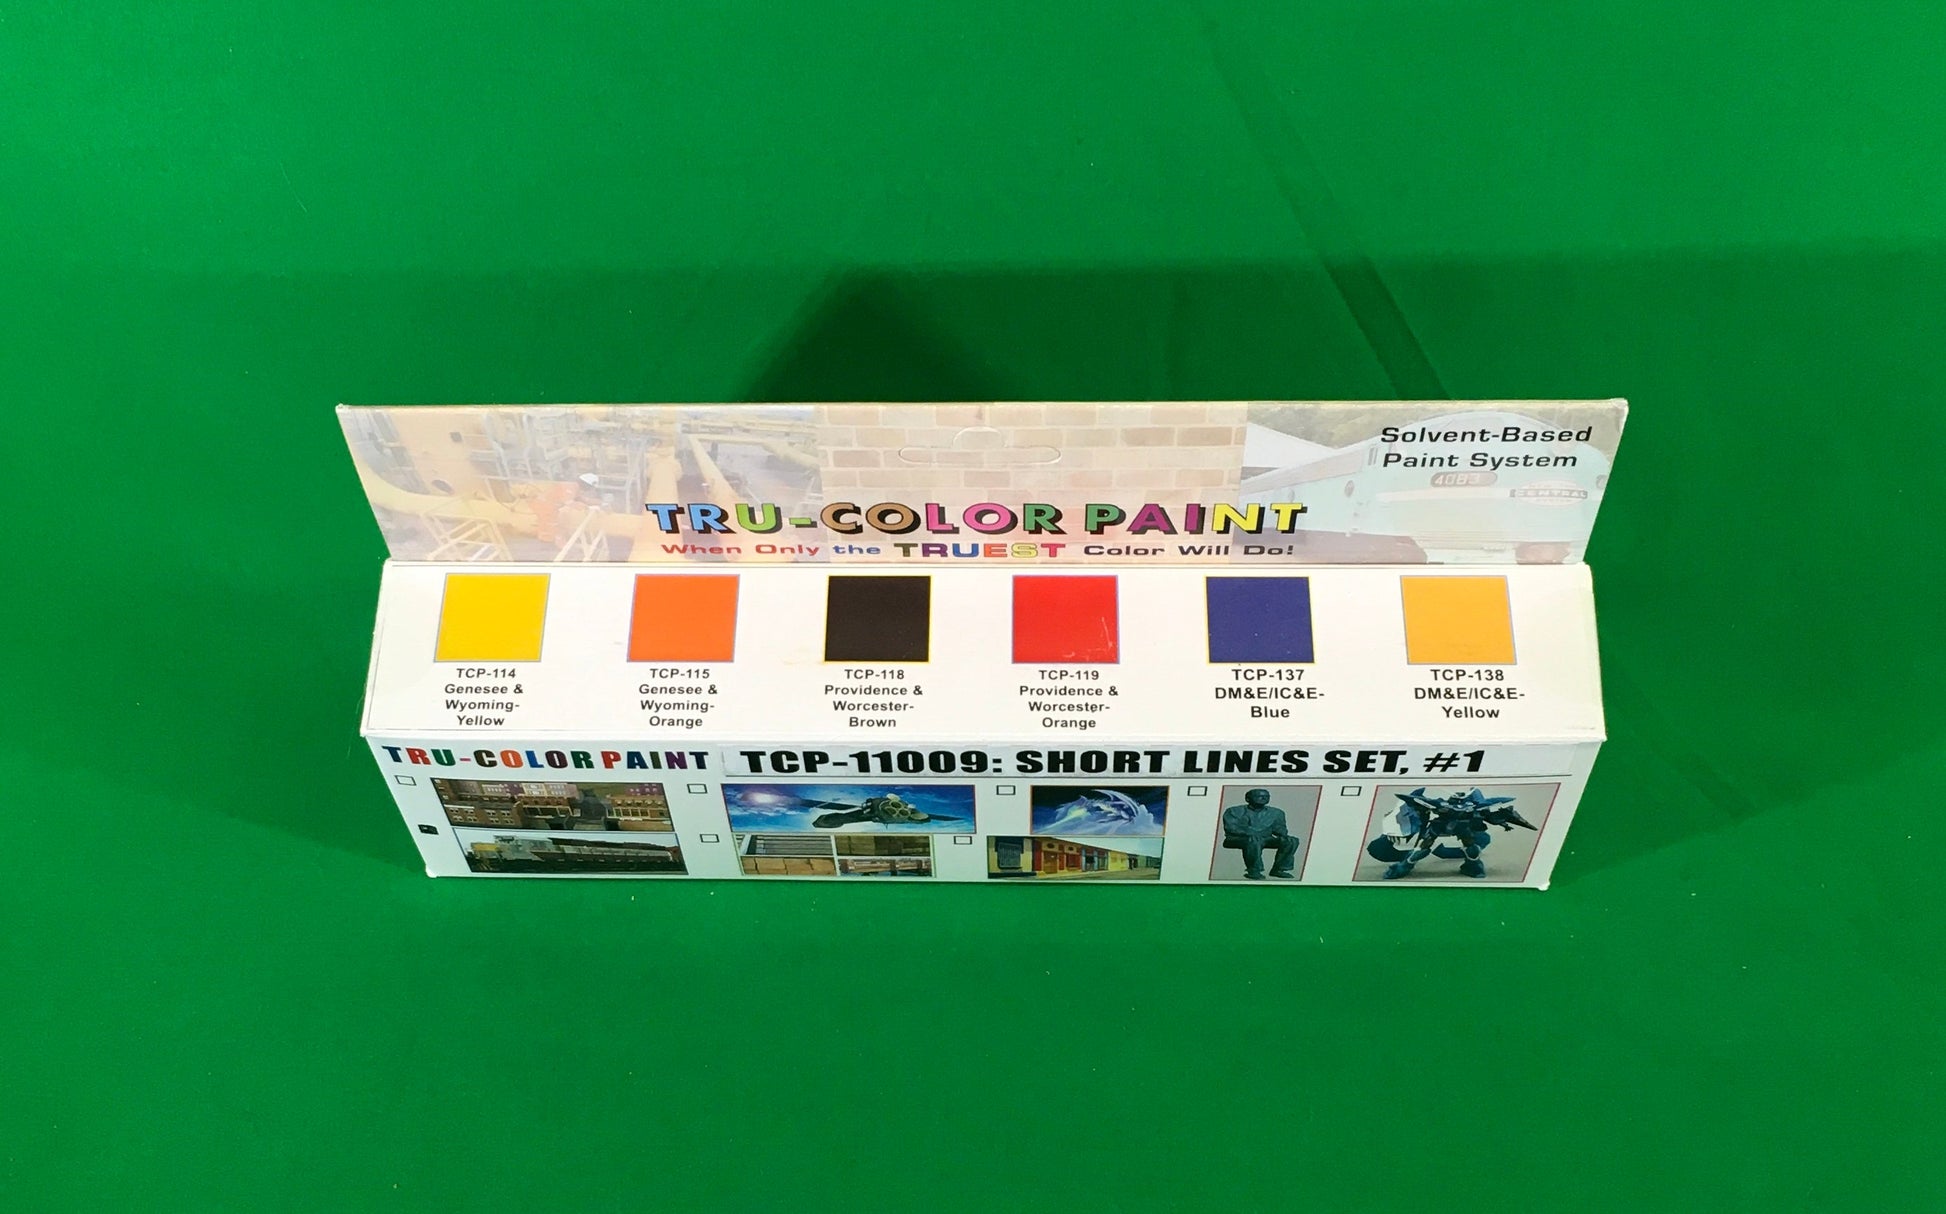 Solvent-Based
Paint System
4083
CENTRAL
TRU-COLOR PAINT
When Only the TRUEST Color Will Do!
TCP-114
Genesee &
Wyoming-
Yellow
TCP-115
Genesee &
Wyoming-
Orange
TCP-118
Providence &
Worcester-
Brown
TCP-119
Providence &
Worcester-
Orange
TCP-137
DM&E/IC&E-
Blue
TCP-138
DM&E/IC&E-
Yellow
TRU-COLOR PAINT
TCP-11009: SHORT LINES SET, #1